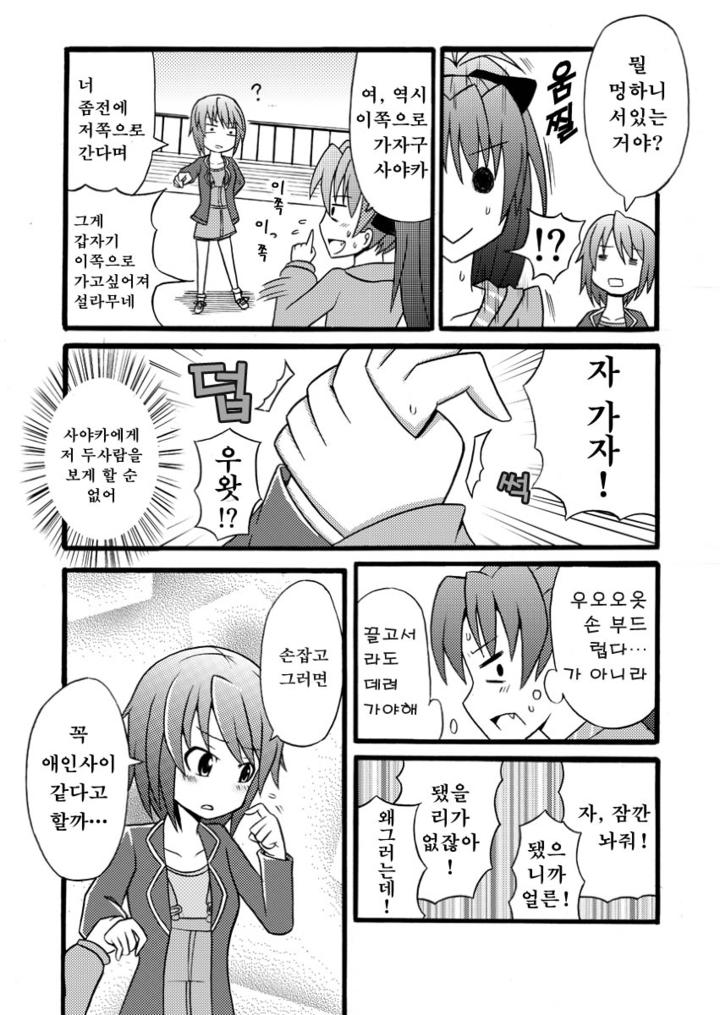 뭘
멍하니
서있는
거야?
움찔
!?
여, 역시
이쪽으로
가자구
사야카
?
이쪽
이쪽
너
좀전에
저쪽으로
간다며
그게
갑자기
이쪽으로
가고싶어져
설라무네
자 가자!
썩
덥
우왓!?
사야카에게
저 두사람을
보게 할 순
없어
우오오옷
손 부드
럽다…
가 아니라
끌고서
라도
데려
가야해
자, 잠깐
놔줘!
됐으
니까
얼른!
됐을
리가
없잖아
!
왜그러는데!
손잡고
그러면
꼭
애인사이
같다고
할까…